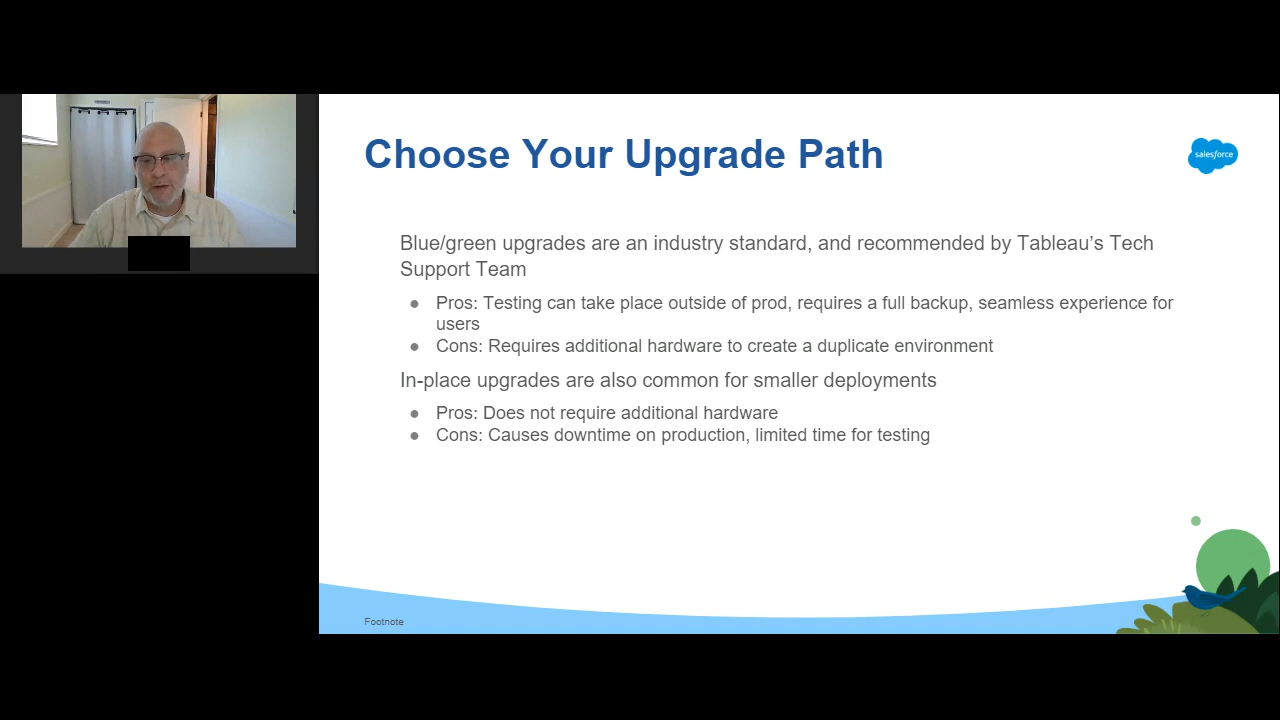 Choose Your Upgrade Path
salesforce
Blue/green upgrades are an industry standard, and recommended by Tableau’s Tech
Support Team
● Pros: Testing can take place outside of prod, requires a full backup, seamless experience for
users
● Cons: Requires additional hardware to create a duplicate environment
In-place upgrades are also common for smaller deployments
● Pros: Does not require additional hardware
● Cons: Causes downtime on production, limited time for testing
Footnote